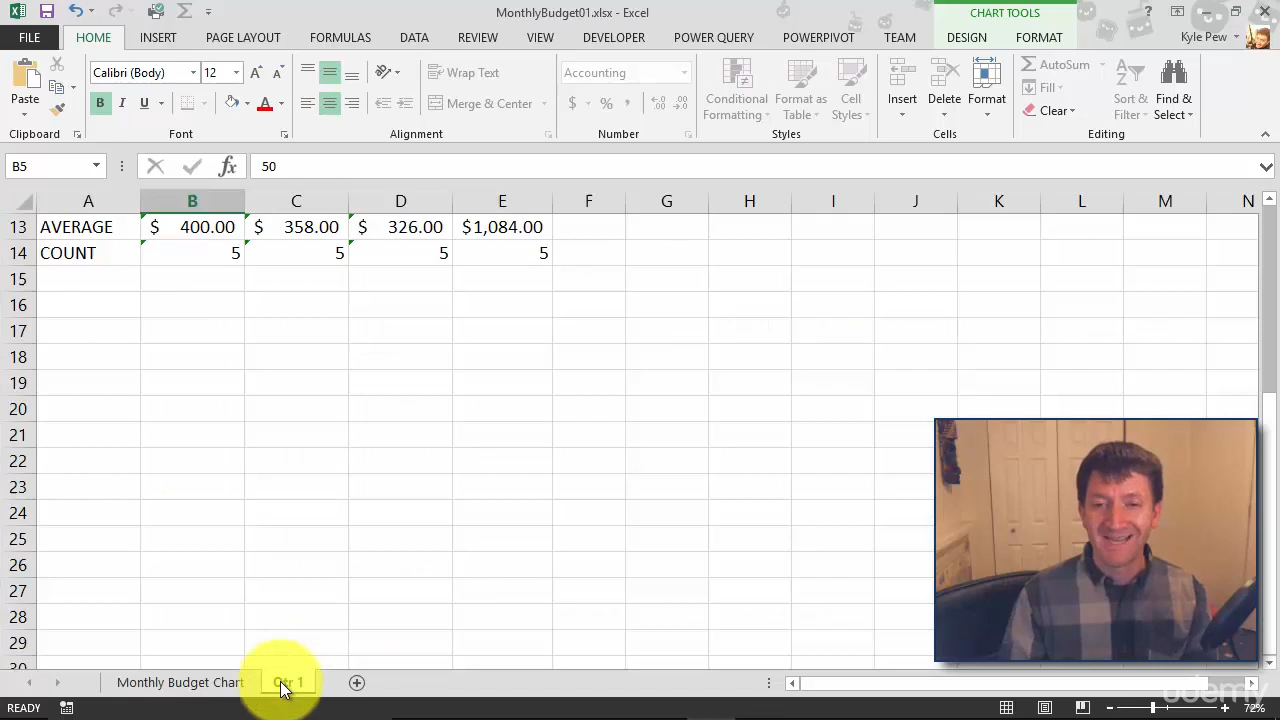 MonthlyBudget01.xlsx - Excel
CHART TOOLS
FILE HOME INSERT PAGE LAYOUT FORMULAS DATA REVIEW VIEW DEVELOPER POWER QUERY POWERPIVOT TEAM DESIGN FORMAT Kyle Pew
Calibri (Body) 12 Wrap Text Accounting AutoSum
Fill
Paste B I U Merge & Center $ % , Conditional Formatting Format as Table Cell Styles Insert Delete Format Clear Sort & Filter Find & Select
Clipboard Font Alignment Number Styles Cells Editing
B5 fx 50
A B C D E F G H I J K L M N
13 AVERAGE $ 400.00 $ 358.00 $ 326.00 $1,084.00
14 COUNT 5 5 5 5
15
16
17
18
19
20
21
22
23
24
25
26
27
28
29
30
Monthly Budget Chart Qtr 1
READY 72%
udemy